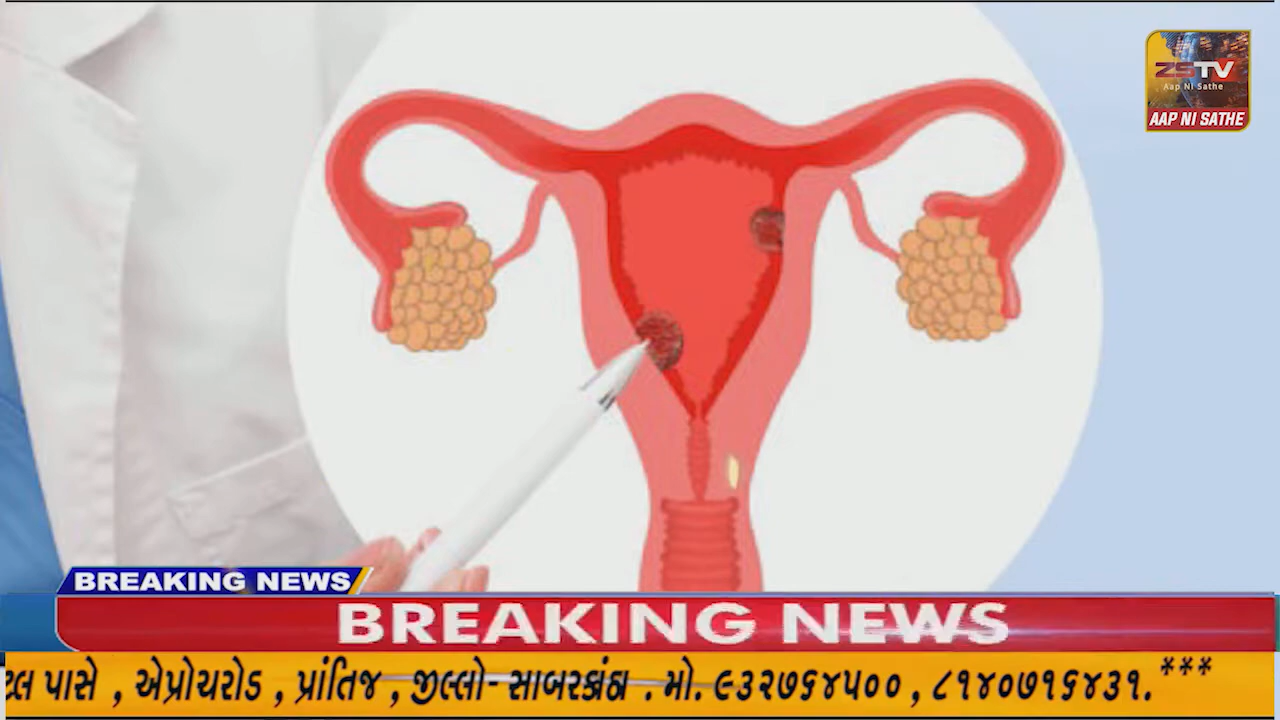 ZSTV
Aap Ni Sathe
AAP NI SATHE
BREAKING NEWS
BREAKING NEWS
પાસે , એપ્રોચરોડ , પ્રાંતિજ , જીલ્લો- સાબરકાંઠા . મો. ૯૩૨૭૬૪૫૦૦ , ૮૧૪૦૭૧૬૪૩૧.***